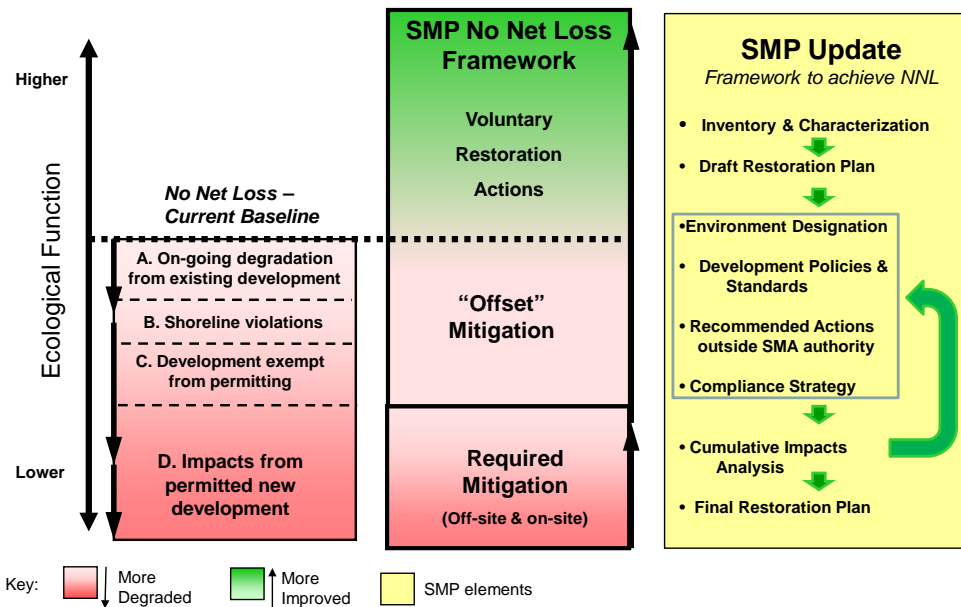 Higher
Ecological Function
Lower
No Net Loss –
Current Baseline
A. On-going degradation
from existing development
B. Shoreline violations
C. Development exempt
from permitting
D. Impacts from
permitted new
development
SMP No Net Loss
Framework
Voluntary
Restoration
Actions
“Offset”
Mitigation
Required
Mitigation
(Off-site & on-site)
SMP Update
Framework to achieve NNL
• Inventory & Characterization
• Draft Restoration Plan
•Environment Designation
• Development Policies &
Standards
• Recommended Actions
outside SMA authority
• Compliance Strategy
• Cumulative Impacts
Analysis
• Final Restoration Plan
Key:
More
Degraded
More
Improved
SMP elements